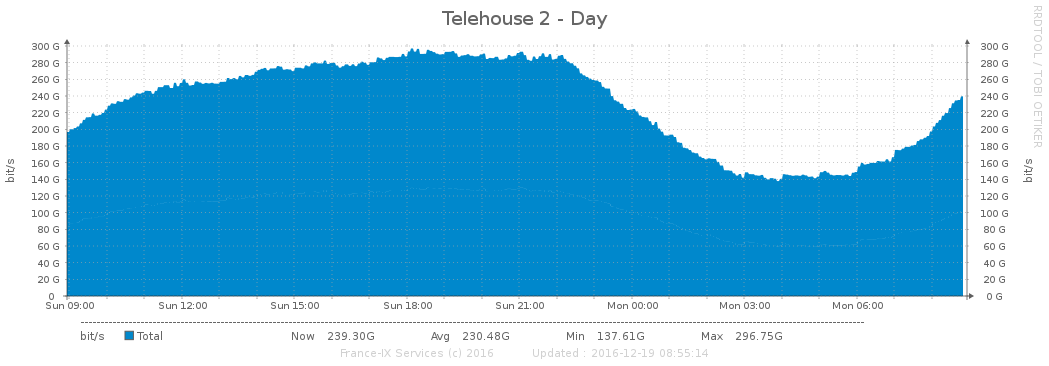 Telehouse 2 - Day
RRDTOOL / TOBI OETIKER
bit/s
300 G 300 G
280 G 280 G
260 G 260 G
240 G 240 G
220 G 220 G
200 G 200 G
180 G 180 G
160 G 160 G
140 G 140 G
120 G 120 G
100 G 100 G
80 G 80 G
60 G 60 G
40 G 40 G
20 G 20 G
0 0 G
bit/s
Sun 09:00 Sun 12:00 Sun 15:00 Sun 18:00 Sun 21:00 Mon 00:00 Mon 03:00 Mon 06:00
bit/s Total Now 239.30G Avg 230.48G Min 137.61G Max 296.75G
France-IX Services (c) 2016 Updated : 2016-12-19 08:55:14